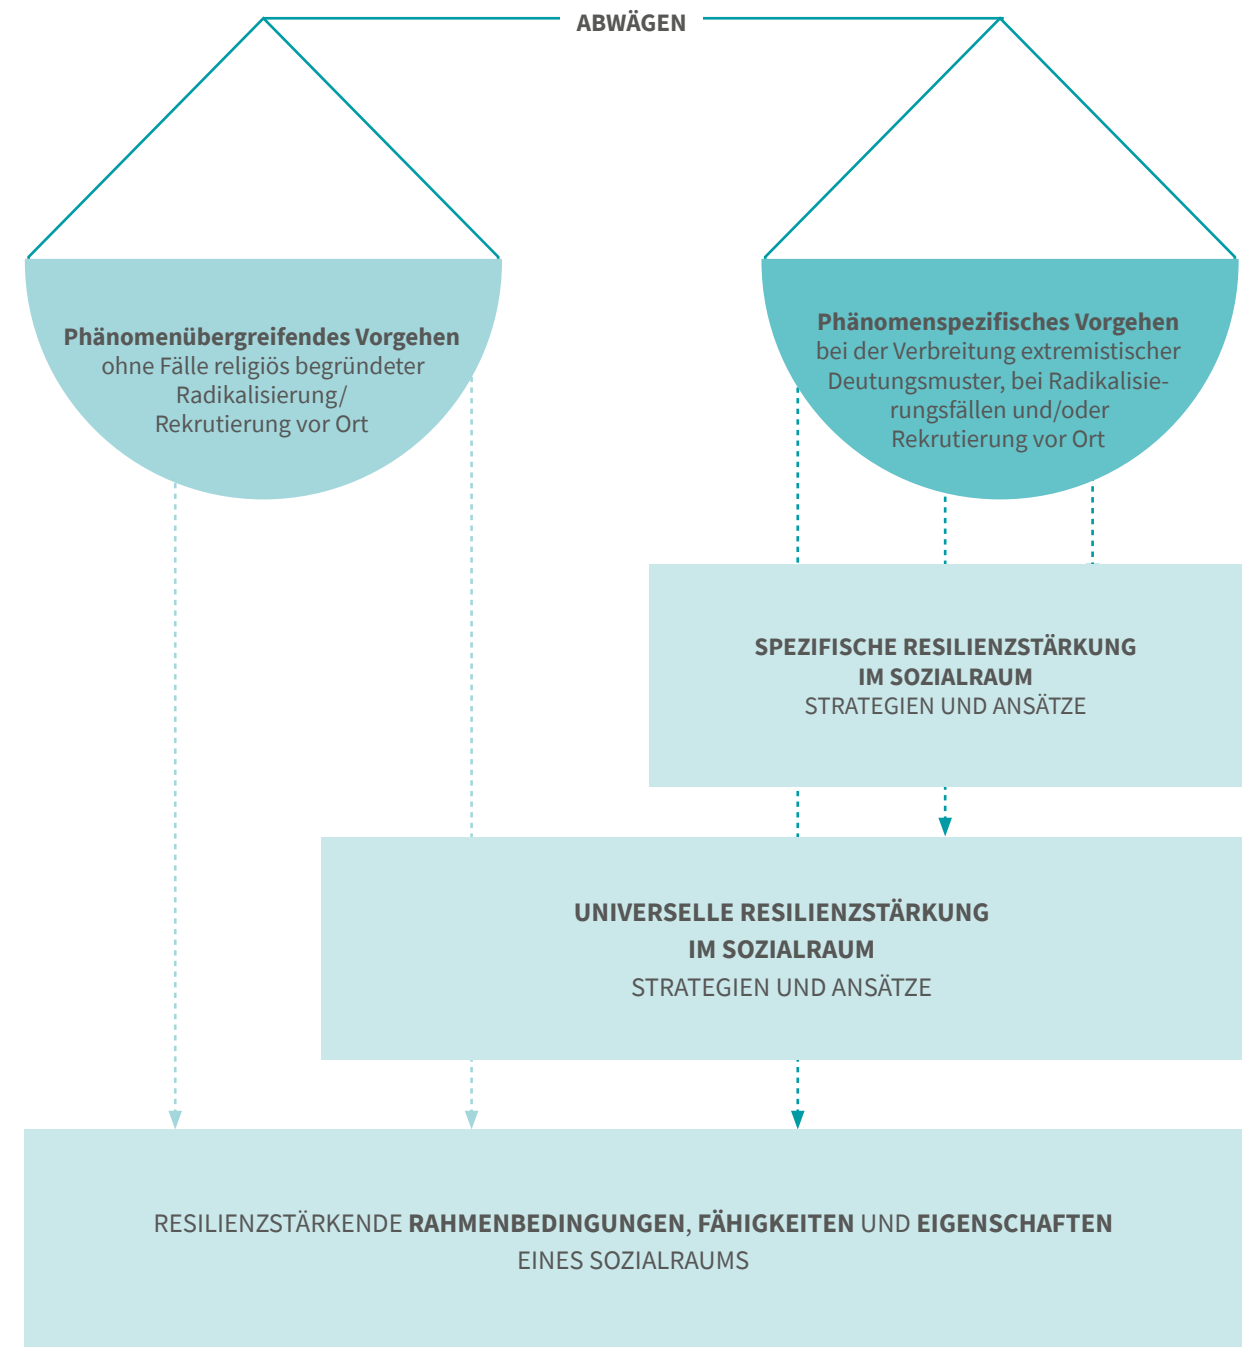 ABWÄGEN
Phänomenübergreifendes Vorgehen
ohne Fälle religiös begründeter
Radikalisierung/
Rekrutierung vor Ort
Phänomenspezifisches Vorgehen
bei der Verbreitung extremistischer
Deutungsmuster, bei Radikalisie-
rungsfällen und/oder
Rekrutierung vor Ort
SPEZIFISCHE RESILIENZSTÄRKUNG
IM SOZIALRAUM
STRATEGIEN UND ANSÄTZE
UNIVERSELLE RESILIENZSTÄRKUNG
IM SOZIALRAUM
STRATEGIEN UND ANSÄTZE
RESILIENZSTÄRKENDE RAHMENBEDINGUNGEN, FÄHIGKEITEN UND EIGENSCHAFTEN
EINES SOZIALRAUMS